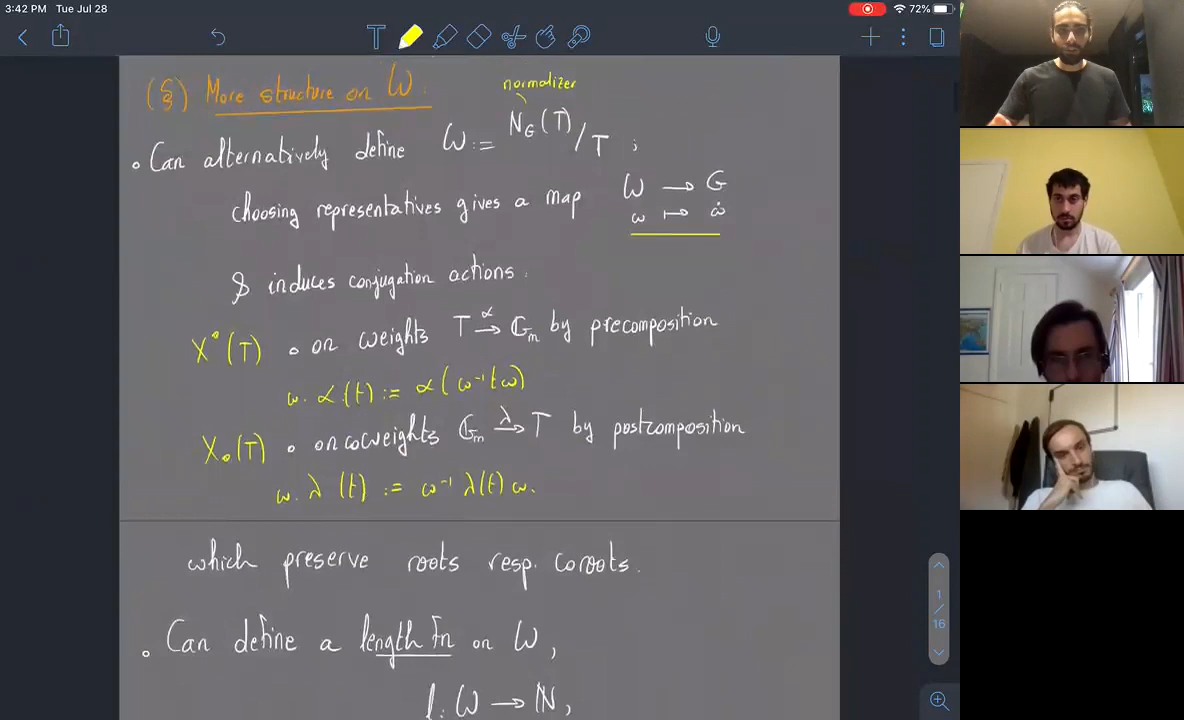 3:42 PM Tue Jul 28
72%
(§) More structure on W.
normalizer
• Can alternatively define W := N_G(T)/T ;
choosing representatives gives a map W → G
w ↦ ẇ
& induces conjugation actions.
X^•(T) • on weights T →^α 𝔾_m by precomposition
w. α (t) := α( w⁻¹ t w)
X_•(T) • on coweights 𝔾_m →^λ T by postcomposition
w. λ (t) := w⁻¹ λ(t) w.
which preserve roots resp. coroots.
• Can define a length Fn on W,
l: W → ℕ,
1
/
16